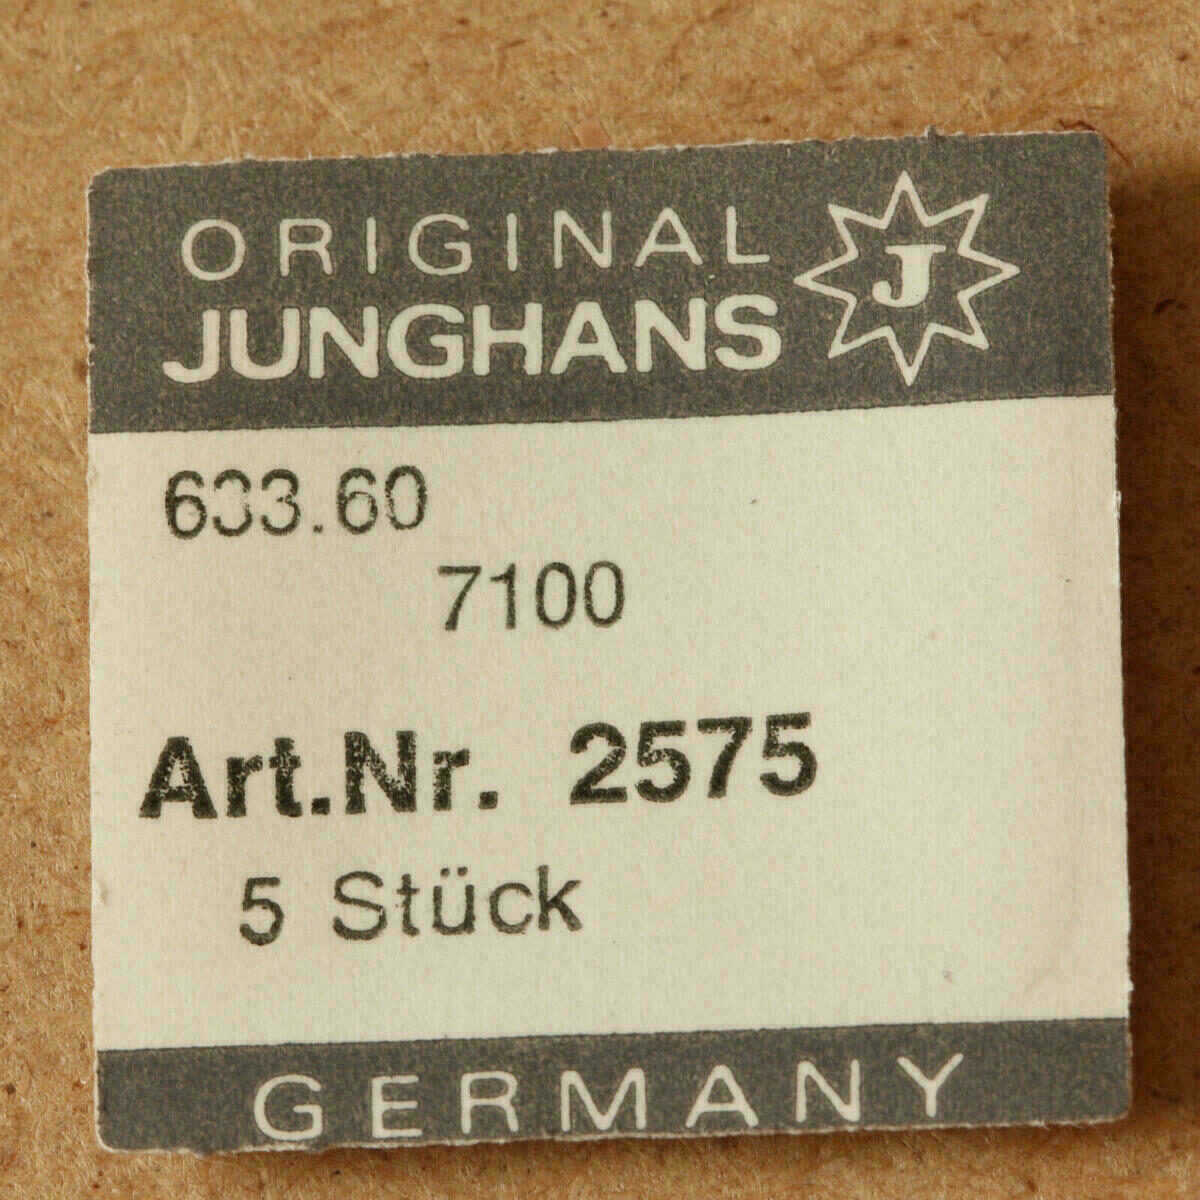 ORIGINAL
JUNGHANS
J
633.60
7100
Art.Nr. 2575
5 Stück
GERMANY